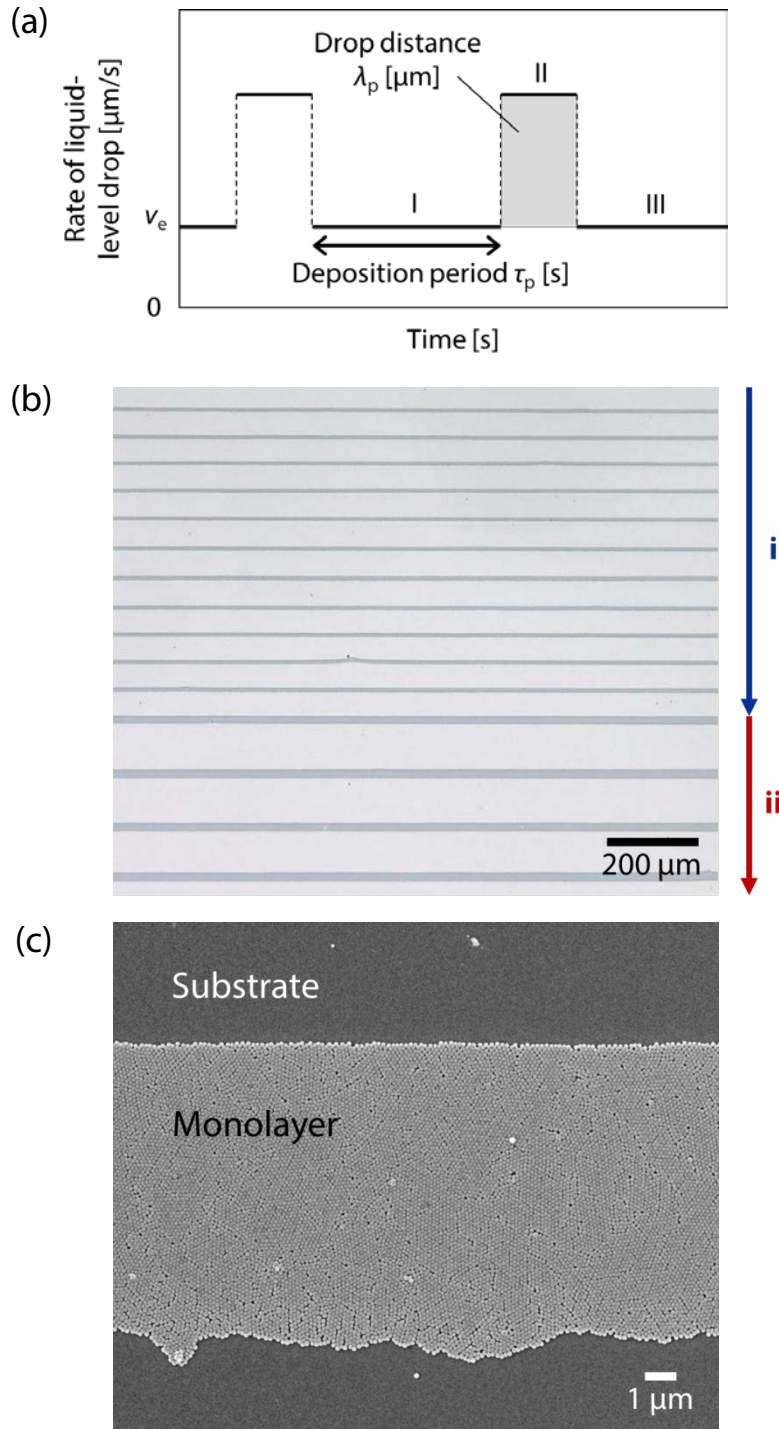 (a)
Drop distance
λp [μm]
II
Rate of liquid-
level drop [μm/s]
I
III
ve
Deposition period τp [s]
0
Time [s]
(b)
i
ii
200 μm
(c)
Substrate
Monolayer
1 μm